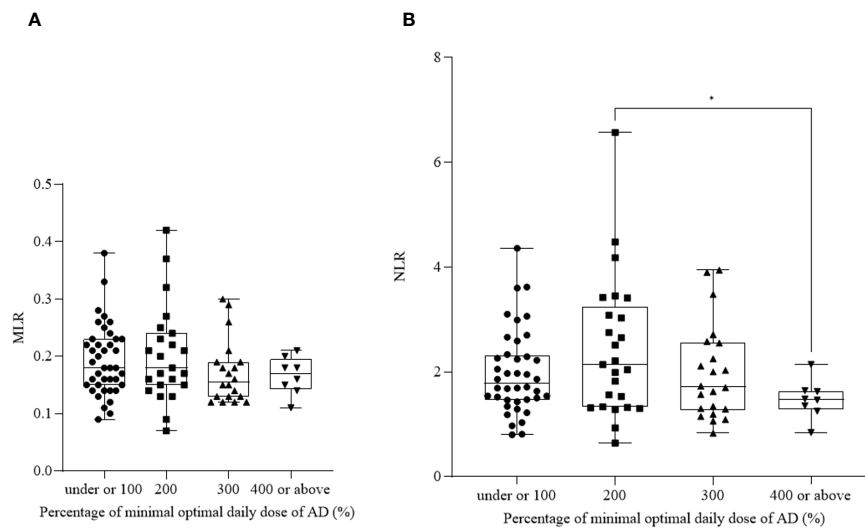 A
B
0.5
0.4
0.3
0.2
0.1
0.0
MLR
under or 100
200
300
400 or above
Percentage of minimal optimal daily dose of AD (%)
8
6
4
2
0
NLR
*
under or 100
200
300
400 or above
Percentage of minimal optimal daily dose of AD (%)